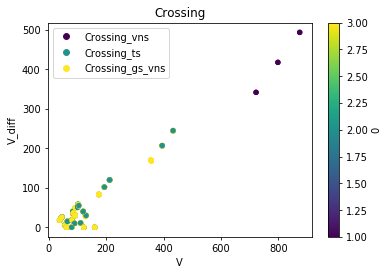 Crossing
Crossing_vns
Crossing_ts
Crossing_gs_vns
500
400
300
200
100
0
V_diff
0 200 400 600 800
V
3.00
2.75
2.50
2.25
2.00
1.75
1.50
1.25
1.00
0